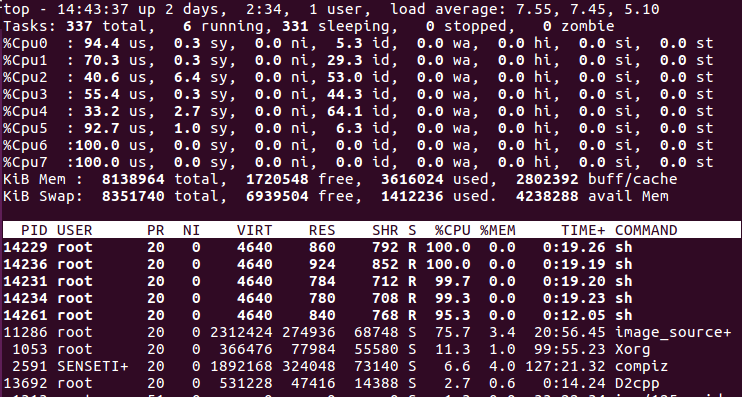 top - 14:43:37 up 2 days,  2:34,  1 user,  load average: 7.55, 7.45, 5.10
Tasks: 337 total,   6 running, 331 sleeping,   0 stopped,   0 zombie
%Cpu0  : 94.4 us,  0.3 sy,  0.0 ni,  5.3 id,  0.0 wa,  0.0 hi,  0.0 si,  0.0 st
%Cpu1  : 70.3 us,  0.3 sy,  0.0 ni, 29.3 id,  0.0 wa,  0.0 hi,  0.0 si,  0.0 st
%Cpu2  : 40.6 us,  6.4 sy,  0.0 ni, 53.0 id,  0.0 wa,  0.0 hi,  0.0 si,  0.0 st
%Cpu3  : 55.4 us,  0.3 sy,  0.0 ni, 44.3 id,  0.0 wa,  0.0 hi,  0.0 si,  0.0 st
%Cpu4  : 33.2 us,  2.7 sy,  0.0 ni, 64.1 id,  0.0 wa,  0.0 hi,  0.0 si,  0.0 st
%Cpu5  : 92.7 us,  1.0 sy,  0.0 ni,  6.3 id,  0.0 wa,  0.0 hi,  0.0 si,  0.0 st
%Cpu6  :100.0 us,  0.0 sy,  0.0 ni,  0.0 id,  0.0 wa,  0.0 hi,  0.0 si,  0.0 st
%Cpu7  :100.0 us,  0.0 sy,  0.0 ni,  0.0 id,  0.0 wa,  0.0 hi,  0.0 si,  0.0 st
KiB Mem :  8138964 total,  1720548 free,  3616024 used,  2802392 buff/cache
KiB Swap:  8351740 total,  6939504 free,  1412236 used.  4238288 avail Mem
PID USER      PR  NI    VIRT    RES    SHR S  %CPU %MEM     TIME+ COMMAND
14229 root      20   0    4640    860    792 R 100.0  0.0   0:19.26 sh
14236 root      20   0    4640    924    852 R 100.0  0.0   0:19.19 sh
14231 root      20   0    4640    784    712 R  99.7  0.0   0:19.20 sh
14234 root      20   0    4640    780    708 R  99.3  0.0   0:19.23 sh
14261 root      20   0    4640    840    768 R  95.3  0.0   0:12.05 sh
11286 root      20   0 2312424 274936  68748 S  75.7  3.4  20:56.45 image_source+
1053 root      20   0  366476  77984  55580 S  11.3  1.0  99:55.23 Xorg
2591 SENSETI+  20   0 1892168 324048  73140 S   6.6  4.0 127:21.32 compiz
13692 root      20   0  531228  47416  14388 S   2.7  0.6   0:14.24 D2cpp